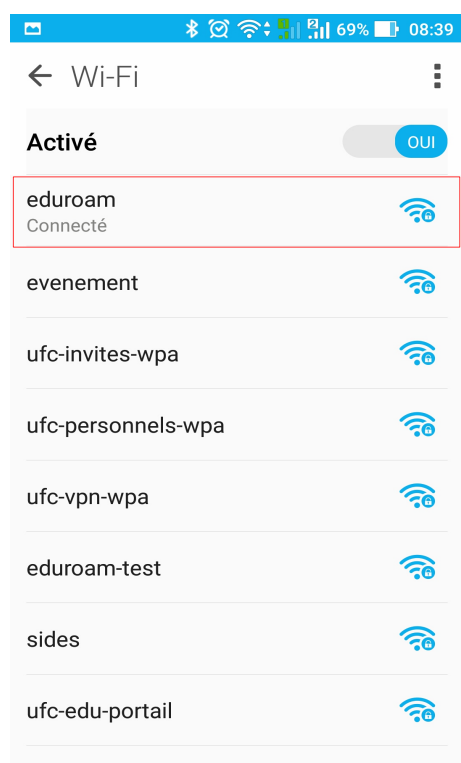 2 69% 08:39
Wi-Fi
Activé OUI
eduroam
Connecté
evenement
ufc-invites-wpa
ufc-personnels-wpa
ufc-vpn-wpa
eduroam-test
sides
ufc-edu-portail